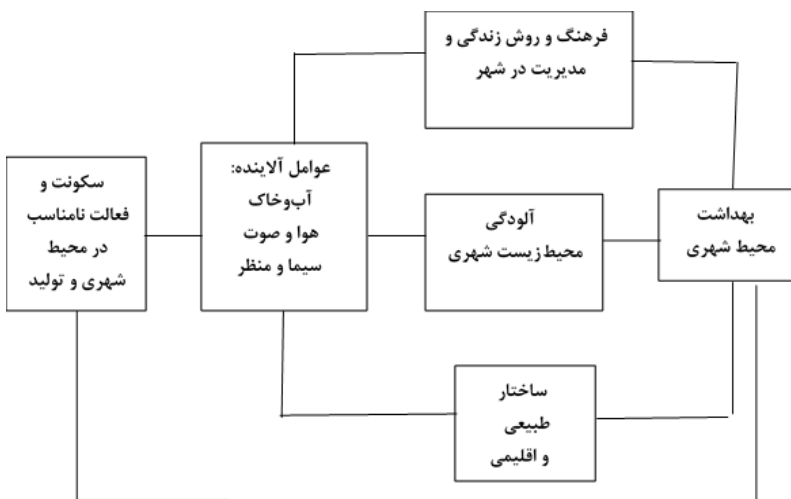 فرهنگ و روش زندگی و
مدیریت در شهر
بهداشت
محیط شهری
آلودگی
محیط‌زیست شهری
عوامل آلاینده:
آب‌وخاک
هوا و صوت
سیما و منظر
سکونت و
فعالت نامناسب
در محیط
شهری و تولید
ساختار
طبیعی
و اقلیمی